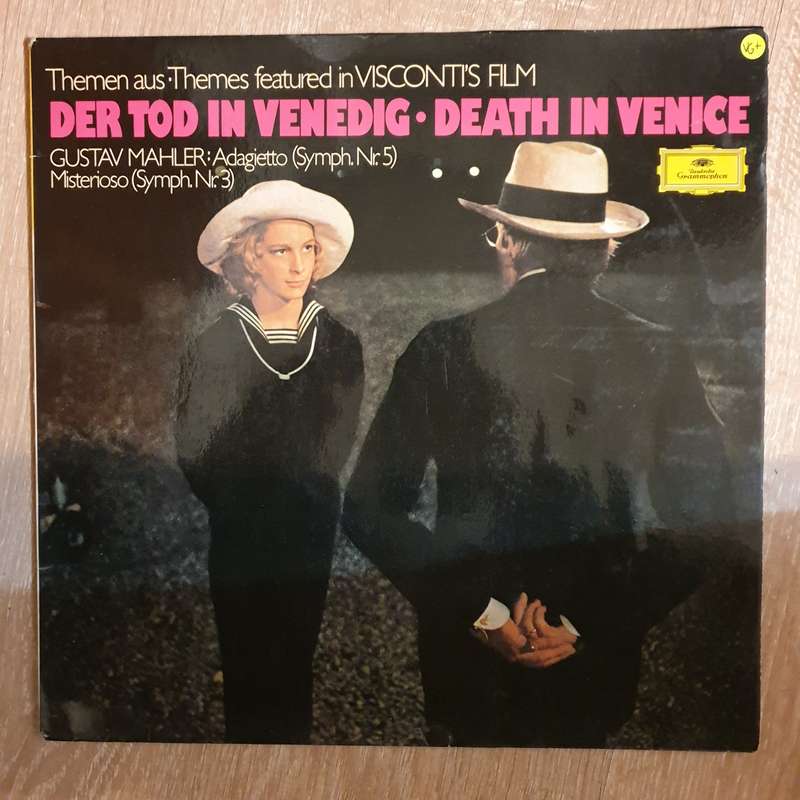 Themen aus · Themes featured in VISCONTI'S FILM
DER TOD IN VENEDIG · DEATH IN VENICE
GUSTAV MAHLER: Adagietto (Symph. Nr. 5)
Misterioso (Symph. Nr. 3)
VG+
Deutsche
Grammophon